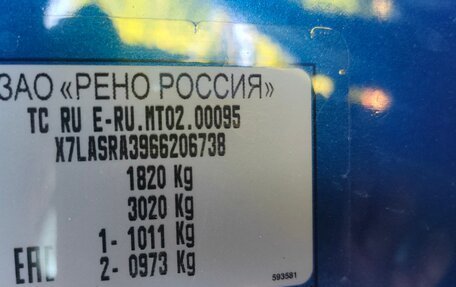 ЗАО «РЕНО РОССИЯ»
TC RU E-RU.MT02.00095
X7LASRA3966206738
1820 Kg
3020 Kg
1- 1011 Kg
EAC 2- 0973 Kg
593581